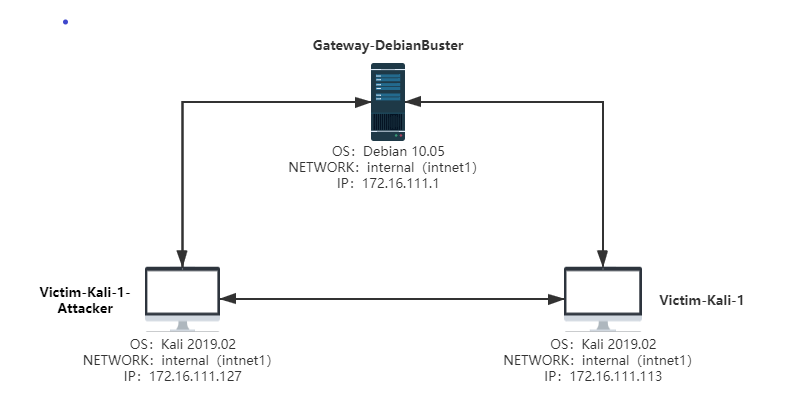 Gateway-DebianBuster
OS：Debian 10.05
NETWORK：internal（intnet1）
IP：172.16.111.1
Victim-Kali-1-
Attacker
OS：Kali 2019.02
NETWORK：internal（intnet1）
IP：172.16.111.127
Victim-Kali-1
OS：Kali 2019.02
NETWORK：internal（intnet1）
IP：172.16.111.113